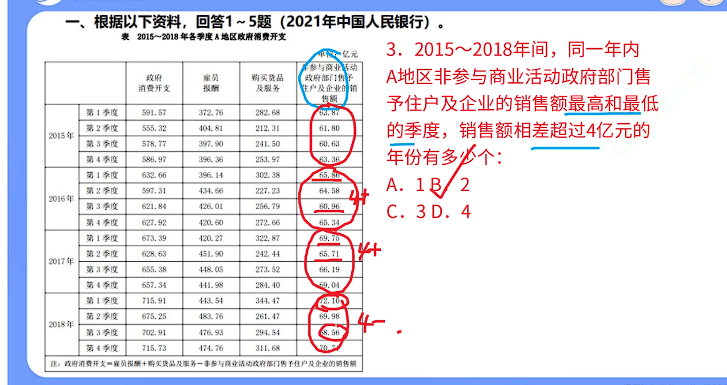 一、根据以下资料，回答1～5题（2021年中国人民银行）。
表 2015～2018年各季度A地区政府消费开支
单位：亿元
政府消费开支 雇员报酬 购买货品及服务 非参与商业活动政府部门售予住户及企业的销售额
2015年 第1季度 591.57 372.76 282.68 63.87
第2季度 555.32 404.81 212.31 61.80
第3季度 578.77 397.90 241.50 60.63
第4季度 586.97 396.36 253.97 63.36
2016年 第1季度 632.66 396.14 302.38 65.86
第2季度 597.31 434.66 227.23 64.58
第3季度 621.84 426.01 256.79 60.96
第4季度 627.92 420.60 272.66 65.34
2017年 第1季度 673.39 420.27 322.87 69.75
第2季度 628.63 451.90 242.44 65.71
第3季度 655.38 448.05 273.52 66.19
第4季度 657.34 441.98 284.40 69.04
2018年 第1季度 715.91 443.54 344.47 72.10
第2季度 675.25 483.76 261.47 69.98
第3季度 702.91 476.93 294.54 68.56
第4季度 715.73 474.76 311.68
注：政府消费开支＝雇员报酬＋购买货品及服务－非参与商业活动政府部门售予住户及企业的销售额
4+
4+
4-
3．2015～2018年间，同一年内
A地区非参与商业活动政府部门售
予住户及企业的销售额最高和最低
的季度，销售额相差超过4亿元的
年份有多少个：
A．1 B．2
C．3 D．4